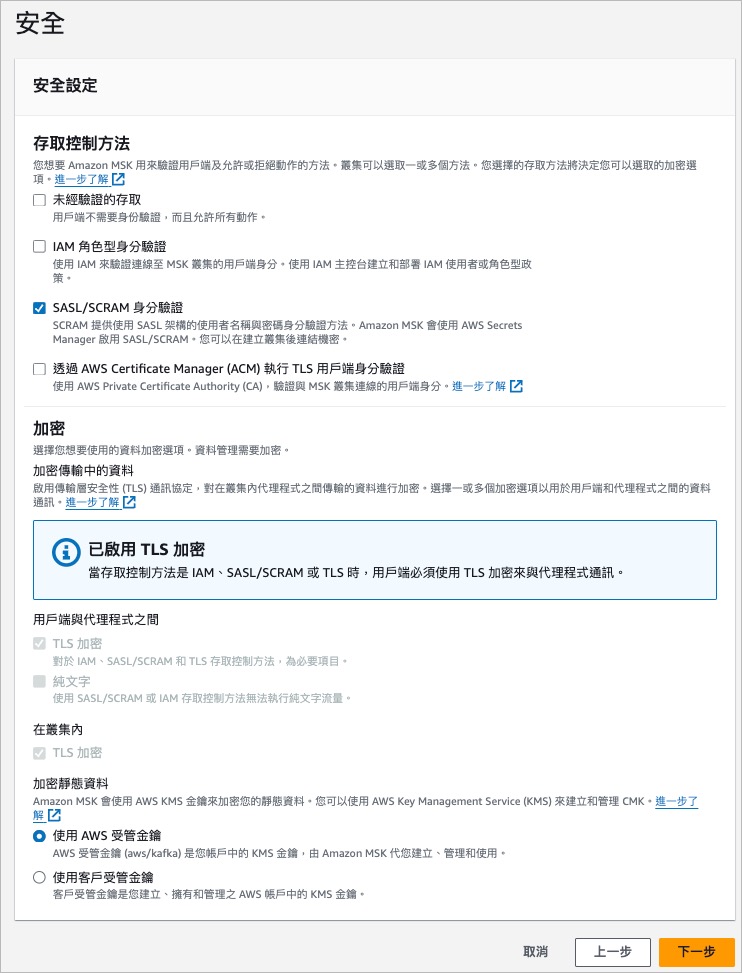 安全
安全設定
存取控制方法
您想要 Amazon MSK 用來驗證用戶端及允許或拒絕動作的方法。叢集可以選取一或多個方法。您選擇的存取方法將決定您可以選取的加密選
項。進一步了解
未經驗證的存取
用戶端不需要身份驗證，而且允許所有動作。
IAM 角色型身分驗證
使用 IAM 來驗證連線至 MSK 叢集的用戶端身分。使用 IAM 主控台建立和部署 IAM 使用者或角色型政
策。
SASL/SCRAM 身分驗證
SCRAM 提供使用 SASL 架構的使用者名稱與密碼身分驗證方法。Amazon MSK 會使用 AWS Secrets
Manager 啟用 SASL/SCRAM。您可以在建立叢集後連結機密。
透過 AWS Certificate Manager (ACM) 執行 TLS 用戶端身分驗證
使用 AWS Private Certificate Authority (CA)，驗證與 MSK 叢集連線的用戶端身分。進一步了解
加密
選擇您想要使用的資料加密選項。資料管理需要加密。
加密傳輸中的資料
啟用傳輸層安全性 (TLS) 通訊協定，對在叢集內代理程式之間傳輸的資料進行加密。選擇一或多個加密選項以用於用戶端和代理程式之間的資料
通訊。進一步了解
已啟用 TLS 加密
當存取控制方法是 IAM、SASL/SCRAM 或 TLS 時，用戶端必須使用 TLS 加密來與代理程式通訊。
用戶端與代理程式之間
TLS 加密
對於 IAM、SASL/SCRAM 和 TLS 存取控制方法，為必要項目。
純文字
使用 SASL/SCRAM 或 IAM 存取控制方法無法執行純文字流量。
在叢集內
TLS 加密
加密靜態資料
Amazon MSK 會使用 AWS KMS 金鑰來加密您的靜態資料。您可以使用 AWS Key Management Service (KMS) 來建立和管理 CMK。進一步了
解
使用 AWS 受管金鑰
AWS 受管金鑰 (aws/kafka) 是您帳戶中的 KMS 金鑰，由 Amazon MSK 代您建立、管理和使用。
使用客戶受管金鑰
客戶受管金鑰是您建立、擁有和管理之 AWS 帳戶中的 KMS 金鑰。
取消 上一步 下一步